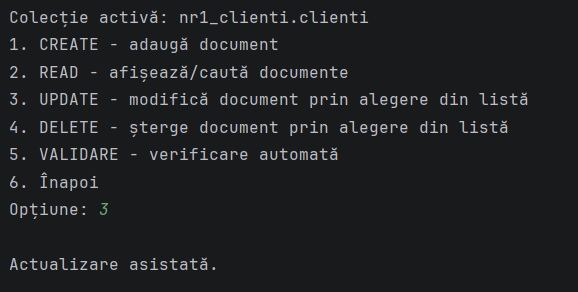 Colecție activă: nr1_clienti.clienti
1. CREATE - adaugă document
2. READ - afișează/caută documente
3. UPDATE - modifică document prin alegere din listă
4. DELETE - șterge document prin alegere din listă
5. VALIDARE - verificare automată
6. Înapoi
Opțiune: 3
Actualizare asistată.